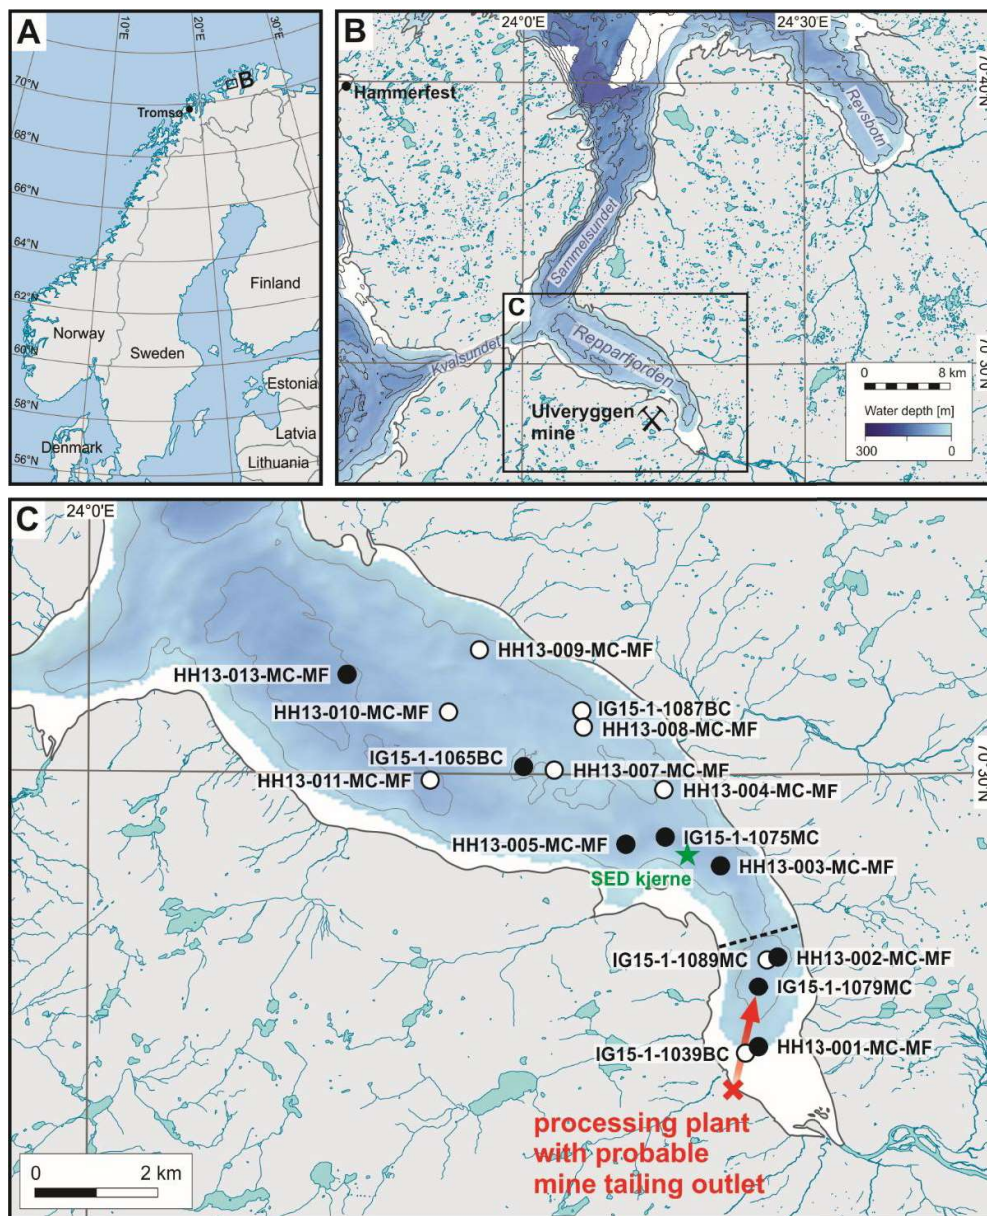 A
10°E
20°E
30°E
70°N
B
Tromsø
68°N
66°N
64°N
62°N
Finland
Norway
60°N
Sweden
Estonia
58°N
Latvia
Denmark
56°N
Lithuania
B
24°0'E
24°30'E
Hammerfest
70°40'N
Revsbotn
Sammelsundet
C
Repparfjorden
Kvalsundet
70°30'N
0 8 km
Water depth [m]
300 0
Ulveryggen
mine
C
24°0'E
HH13-009-MC-MF
HH13-013-MC-MF
HH13-010-MC-MF
IG15-1-1087BC
HH13-008-MC-MF
IG15-1-1065BC
HH13-007-MC-MF
70°30'N
HH13-011-MC-MF
HH13-004-MC-MF
IG15-1-1075MC
HH13-005-MC-MF
HH13-003-MC-MF
SED kjerne
IG15-1-1089MC
HH13-002-MC-MF
IG15-1-1079MC
IG15-1-1039BC
HH13-001-MC-MF
processing plant
with probable
mine tailing outlet
0 2 km